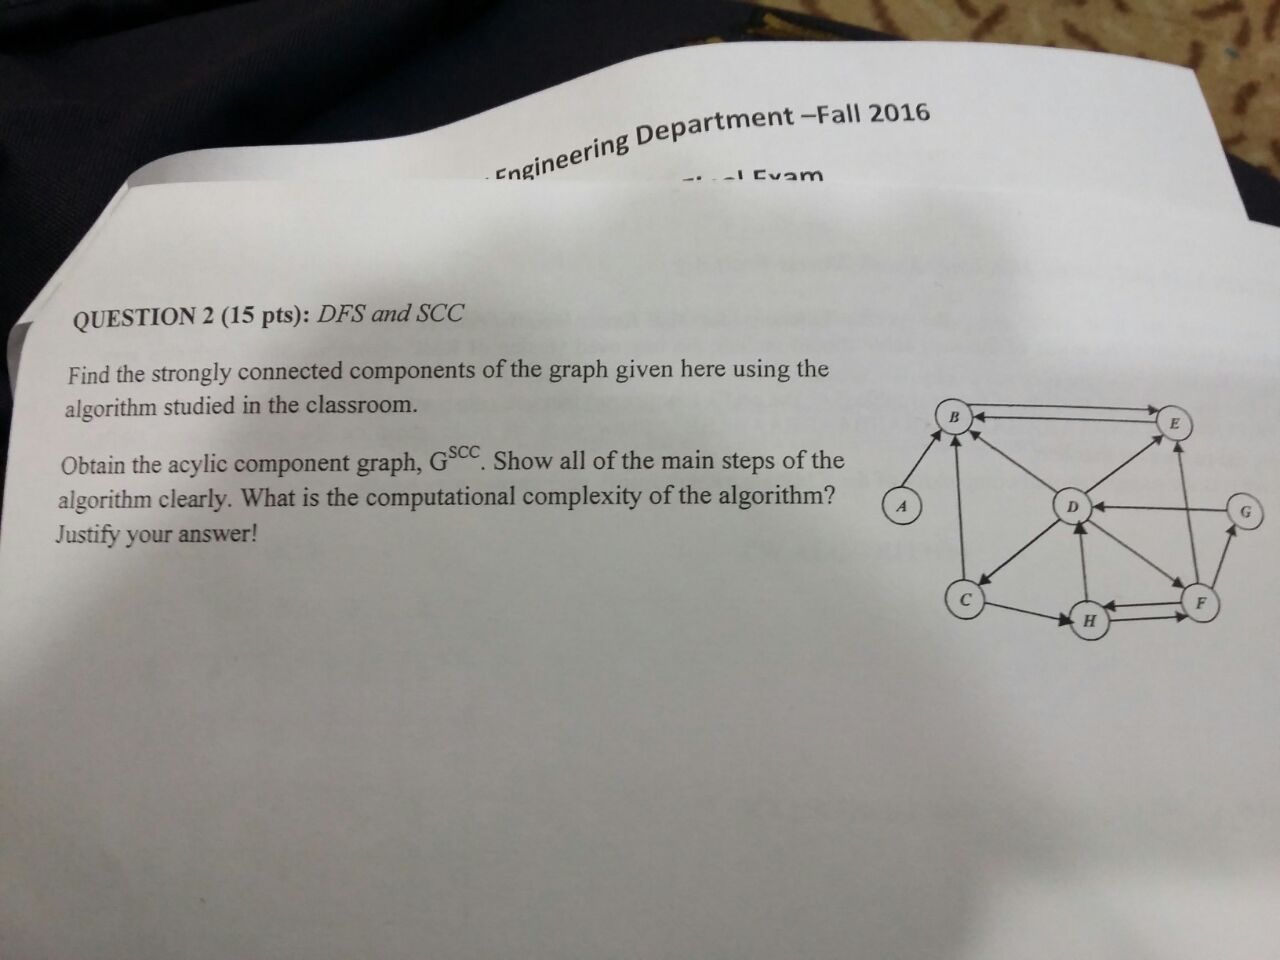 Engineering Department –Fall 2016
Exam
QUESTION 2 (15 pts): DFS and SCC
Find the strongly connected components of the graph given here using the
algorithm studied in the classroom.
Obtain the acylic component graph, G^SCC. Show all of the main steps of the
algorithm clearly. What is the computational complexity of the algorithm?
Justify your answer!
B
E
A
D
G
C
H
F